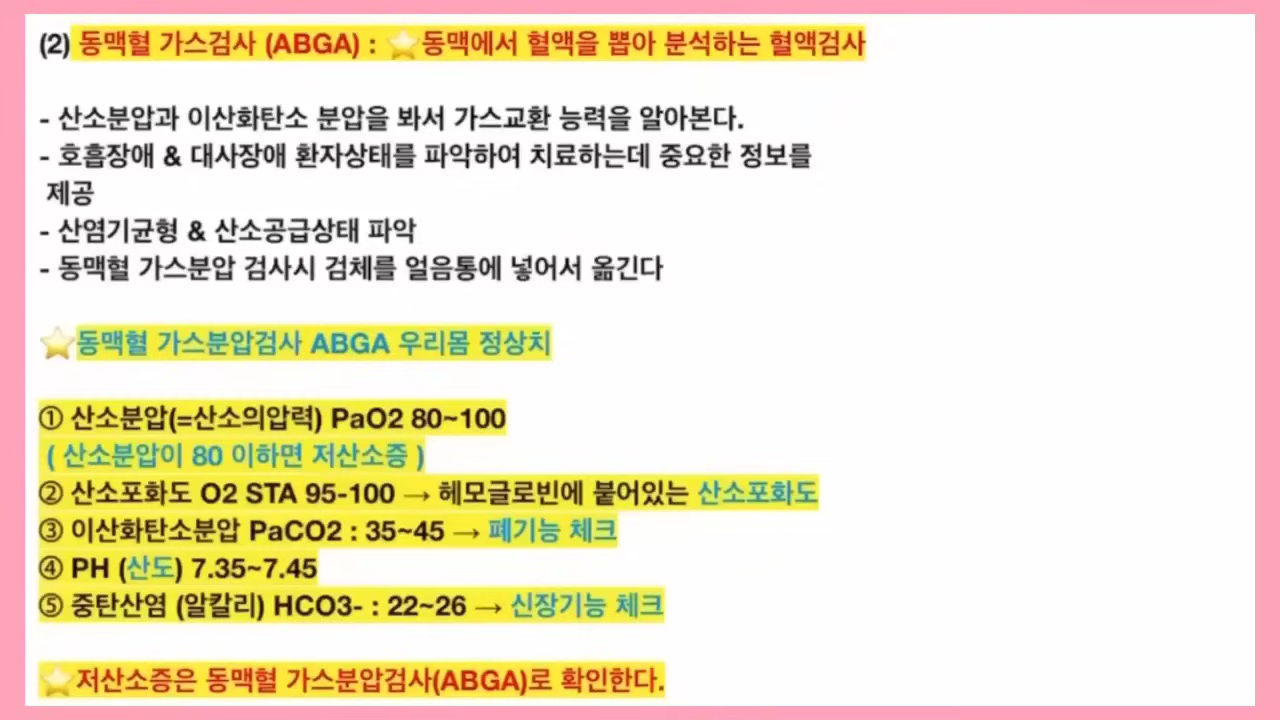 (2) 동맥혈 가스검사 (ABGA) : ⭐동맥에서 혈액을 뽑아 분석하는 혈액검사
- 산소분압과 이산화탄소 분압을 봐서 가스교환 능력을 알아본다.
- 호흡장애 & 대사장애 환자상태를 파악하여 치료하는데 중요한 정보를
제공
- 산염기균형 & 산소공급상태 파악
- 동맥혈 가스분압 검사시 검체를 얼음통에 넣어서 옮긴다
⭐동맥혈 가스분압검사 ABGA 우리몸 정상치
① 산소분압(=산소의압력) PaO2 80~100
( 산소분압이 80 이하면 저산소증 )
② 산소포화도 O2 STA 95-100 → 헤모글로빈에 붙어있는 산소포화도
③ 이산화탄소분압 PaCO2 : 35~45 → 폐기능 체크
④ PH (산도) 7.35~7.45
⑤ 중탄산염 (알칼리) HCO3- : 22~26 → 신장기능 체크
⭐저산소증은 동맥혈 가스분압검사(ABGA)로 확인한다.